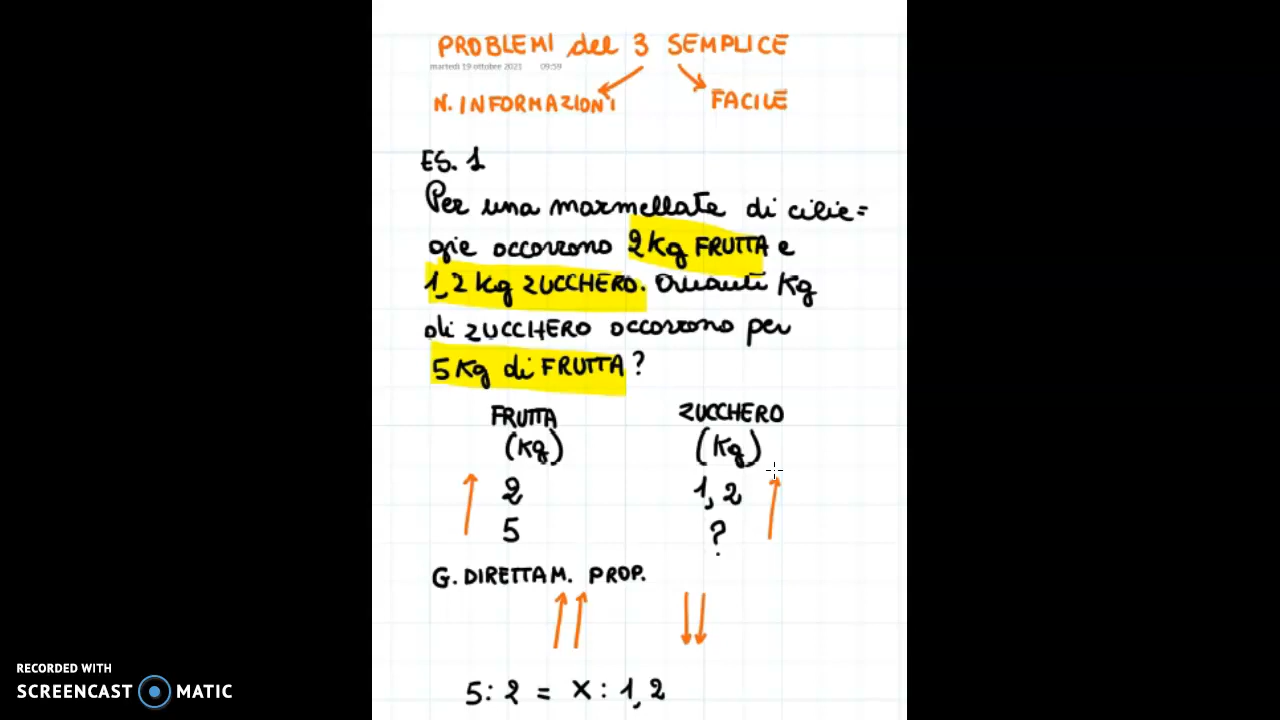 PROBLEMI del 3 SEMPLICE
martedì 19 ottobre 2021 09:59
N. INFORMAZIONI FACILE
ES. 1
Per una marmellata di cilie=
gie occorrono 2 Kg FRUTTA e
1,2 kg ZUCCHERO. Quanti Kg
di ZUCCHERO occorrono per
5 Kg di FRUTTA ?
FRUTTA ZUCCHERO
(Kg) (Kg)
2 1,2
5 ?
G. DIRETTAM. PROP.
5 : 2 = X : 1,2
RECORDED WITH
SCREENCAST MATIC